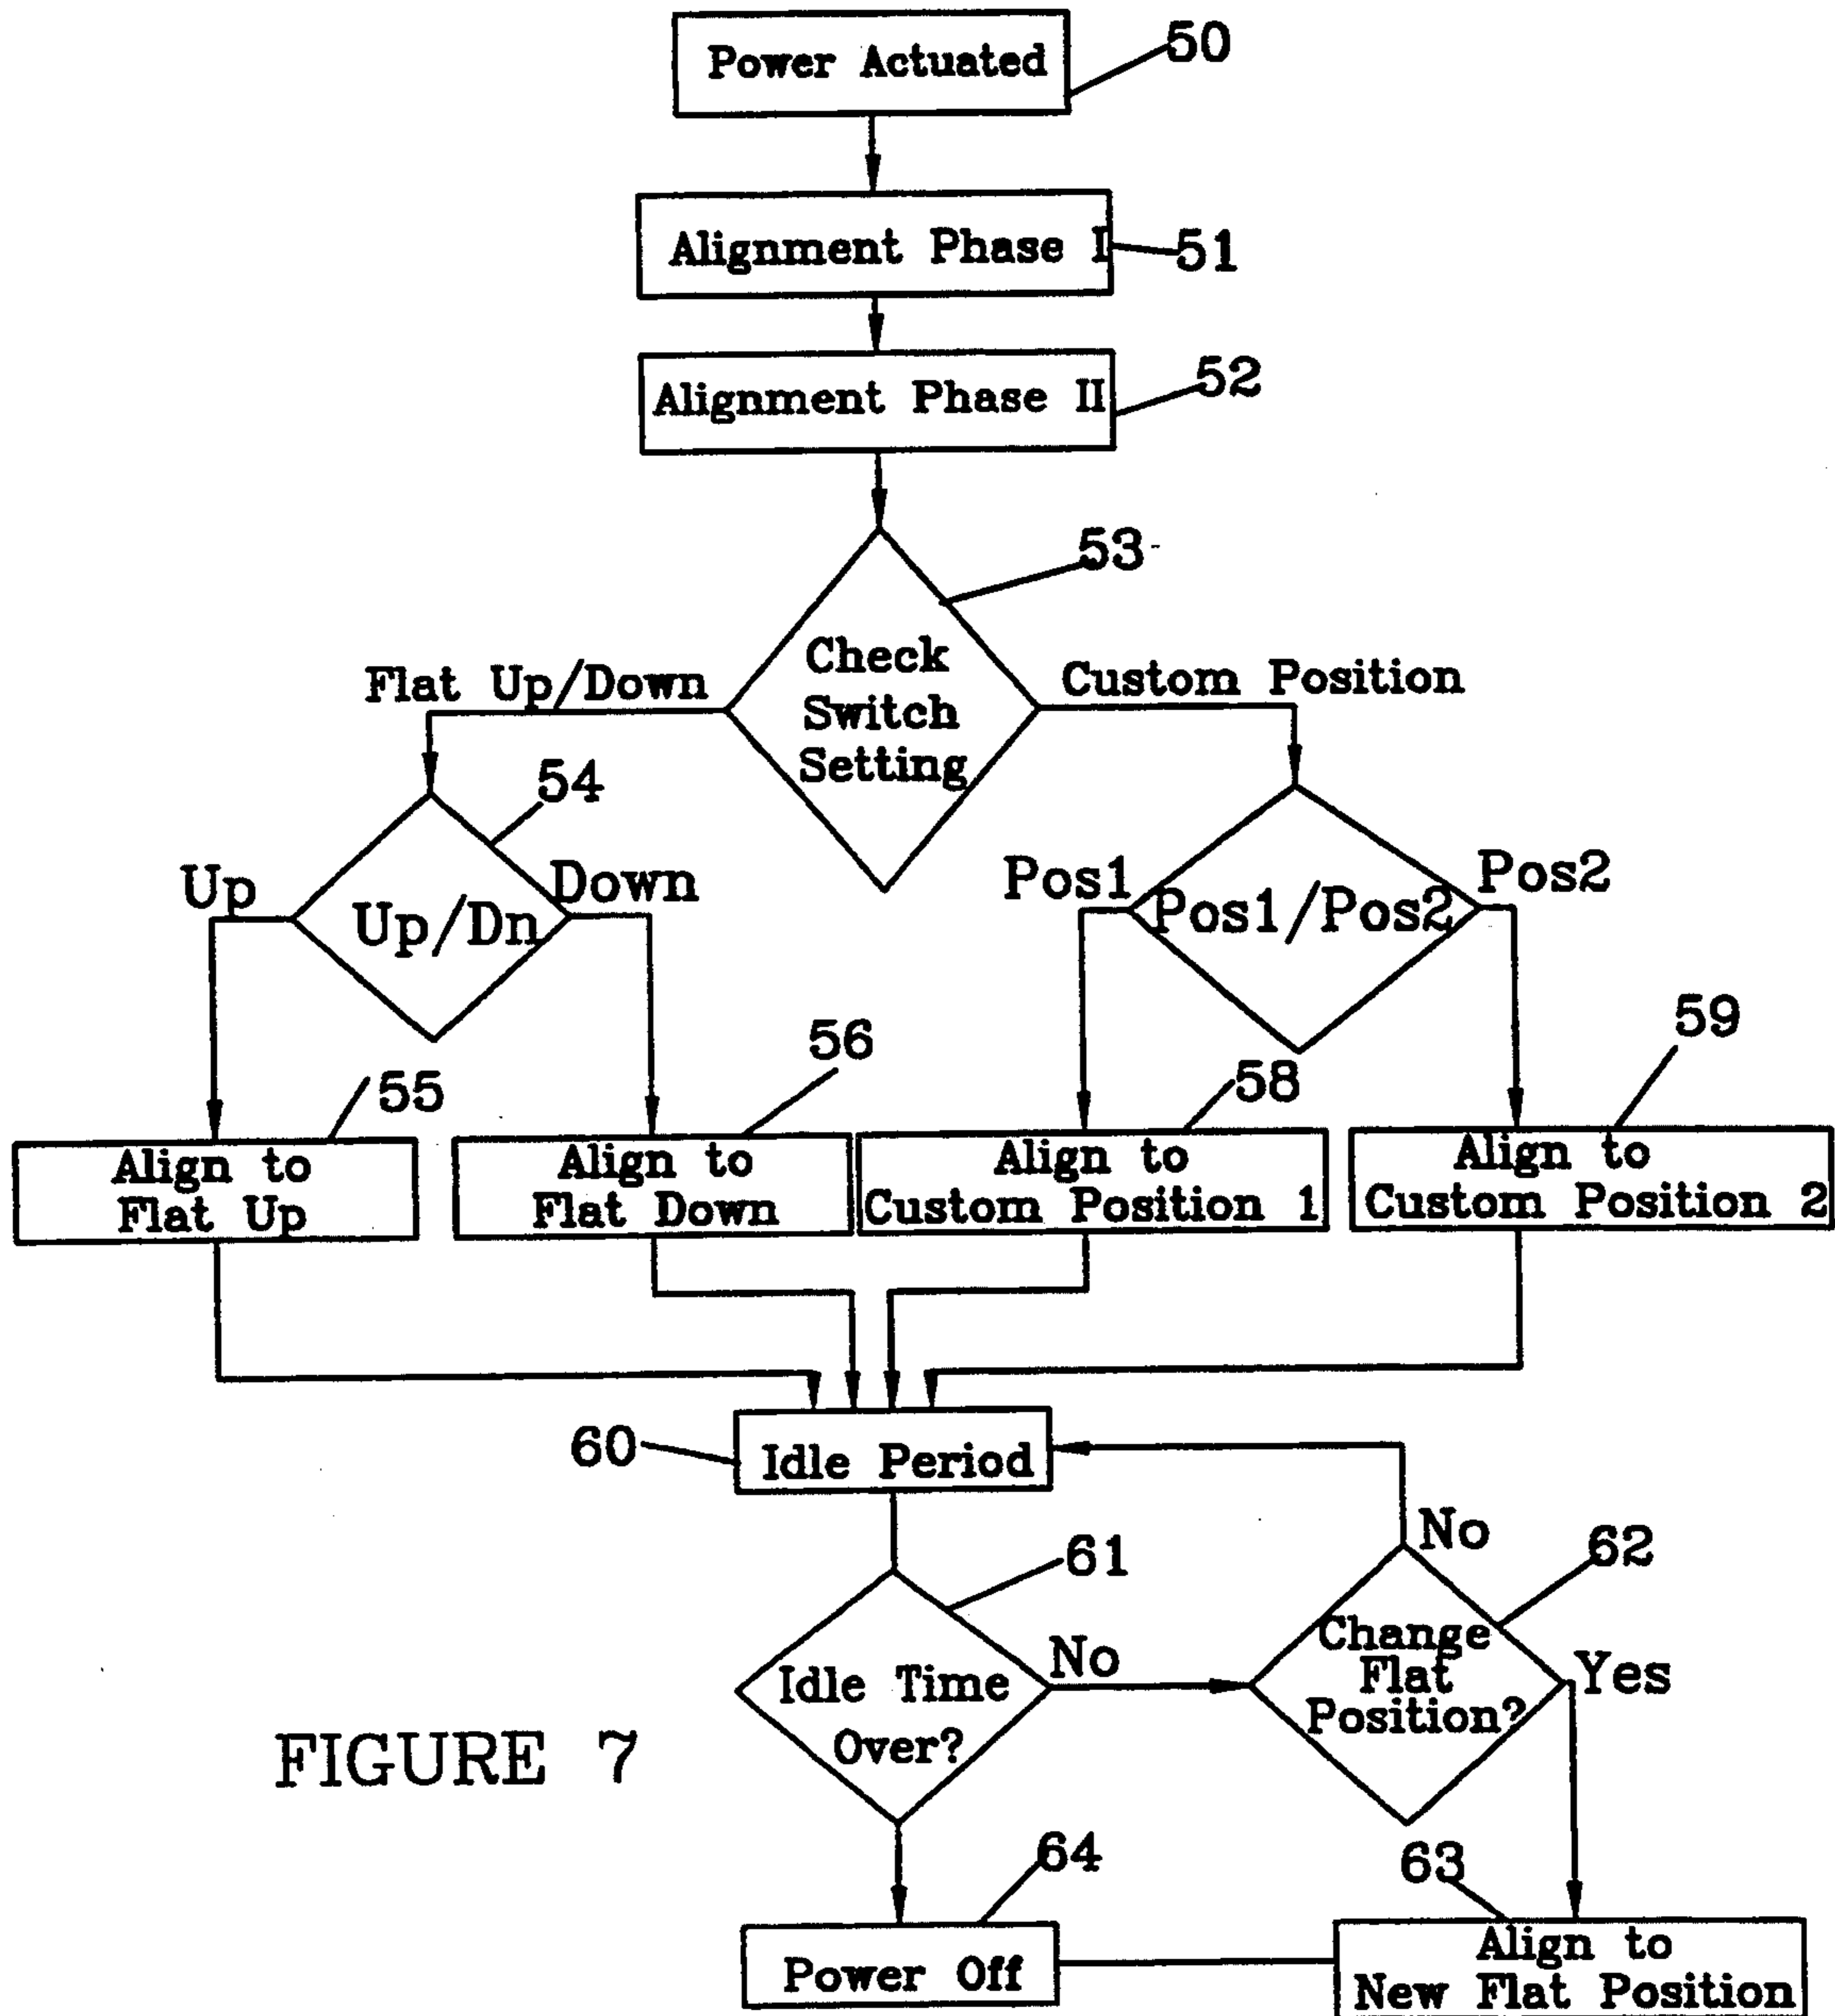 Power Actuated
50
Alignment Phase I
51
Alignment Phase II
52
53
Check
Switch
Setting
Flat Up/Down
Custom Position
54
Up
Up/Dn
Down
Pos1
Pos1/Pos2
Pos2
55
56
58
59
Align to
Flat Up
Align to
Flat Down
Align to
Custom Position 1
Align to
Custom Position 2
60
Idle Period
61
Idle Time
Over?
No
No
62
Change
Flat
Position?
Yes
FIGURE 7
64
63
Power Off
Align to
New Flat Position